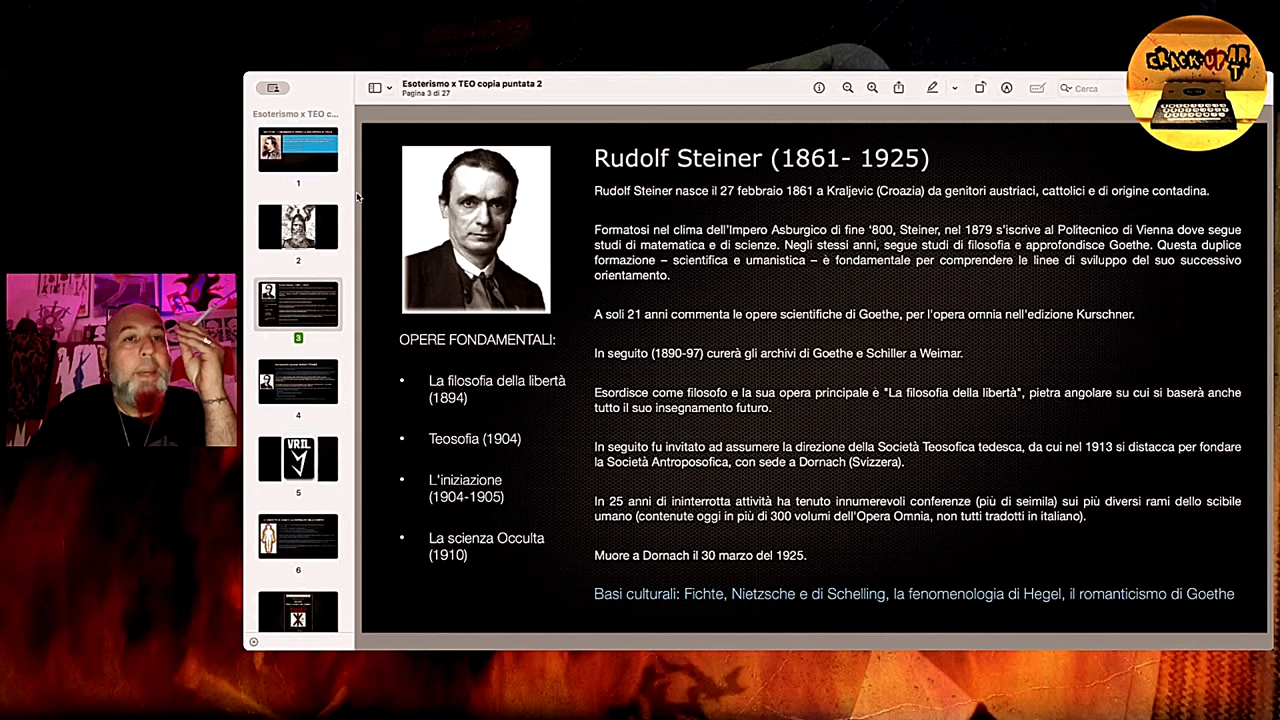 CRACK-UP
Esoterismo x TEO copia puntata 2
Pagina 3 di 27
Cerca
Esoterismo x TEO c...
1
2
3
4
VRIL
5
6
Rudolf Steiner (1861- 1925)
Rudolf Steiner nasce il 27 febbraio 1861 a Kraljevic (Croazia) da genitori austriaci, cattolici e di origine contadina.
Formatosi nel clima dell'Impero Asburgico di fine '800, Steiner, nel 1879 s'iscrive al Politecnico di Vienna dove segue
studi di matematica e di scienze. Negli stessi anni, segue studi di filosofia e approfondisce Goethe. Questa duplice
formazione – scientifica e umanistica – è fondamentale per comprendere le linee di sviluppo del suo successivo
orientamento.
A soli 21 anni commenta le opere scientifiche di Goethe, per l'opera omnia nell'edizione Kurschner.
In seguito (1890-97) cura gli archivi di Goethe e Schiller a Weimar.
Esordisce come filosofo e la sua opera principale è "La filosofia della libertà", pietra angolare su cui si baserà anche
tutto il suo insegnamento futuro.
In seguito fu invitato ad assumere la direzione della Società Teosofica tedesca, da cui nel 1913 si distacca per fondare
la Società Antroposofica, con sede a Dornach (Svizzera).
In 25 anni di ininterrotta attività ha tenuto innumerevoli conferenze (più di seimila) sui più diversi rami dello scibile
umano (contenute oggi in più di 300 volumi dell'Opera Omnia, non tutti tradotti in italiano).
Muore a Dornach il 30 marzo del 1925.
Basi culturali: Fichte, Nietzsche e di Schelling, la fenomenologia di Hegel, il romanticismo di Goethe
OPERE FONDAMENTALI:
• La filosofia della liber
(1894)
• Teosofia (1904)
• L'iniziazione
(1904-1905)
• La scienza Occulta
(1910)